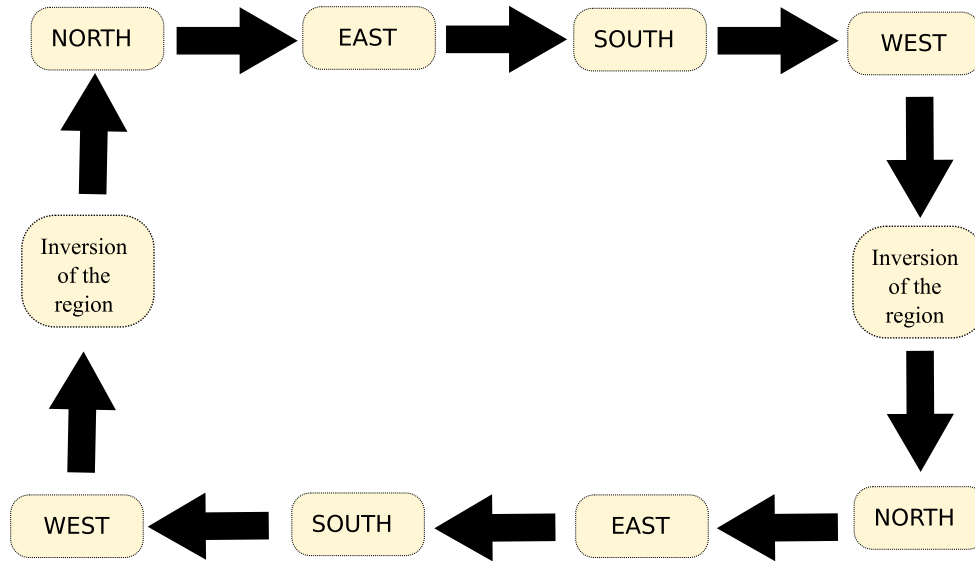 NORTH
EAST
SOUTH
WEST
Inversion
of the
region
Inversion
of the
region
WEST
SOUTH
EAST
NORTH